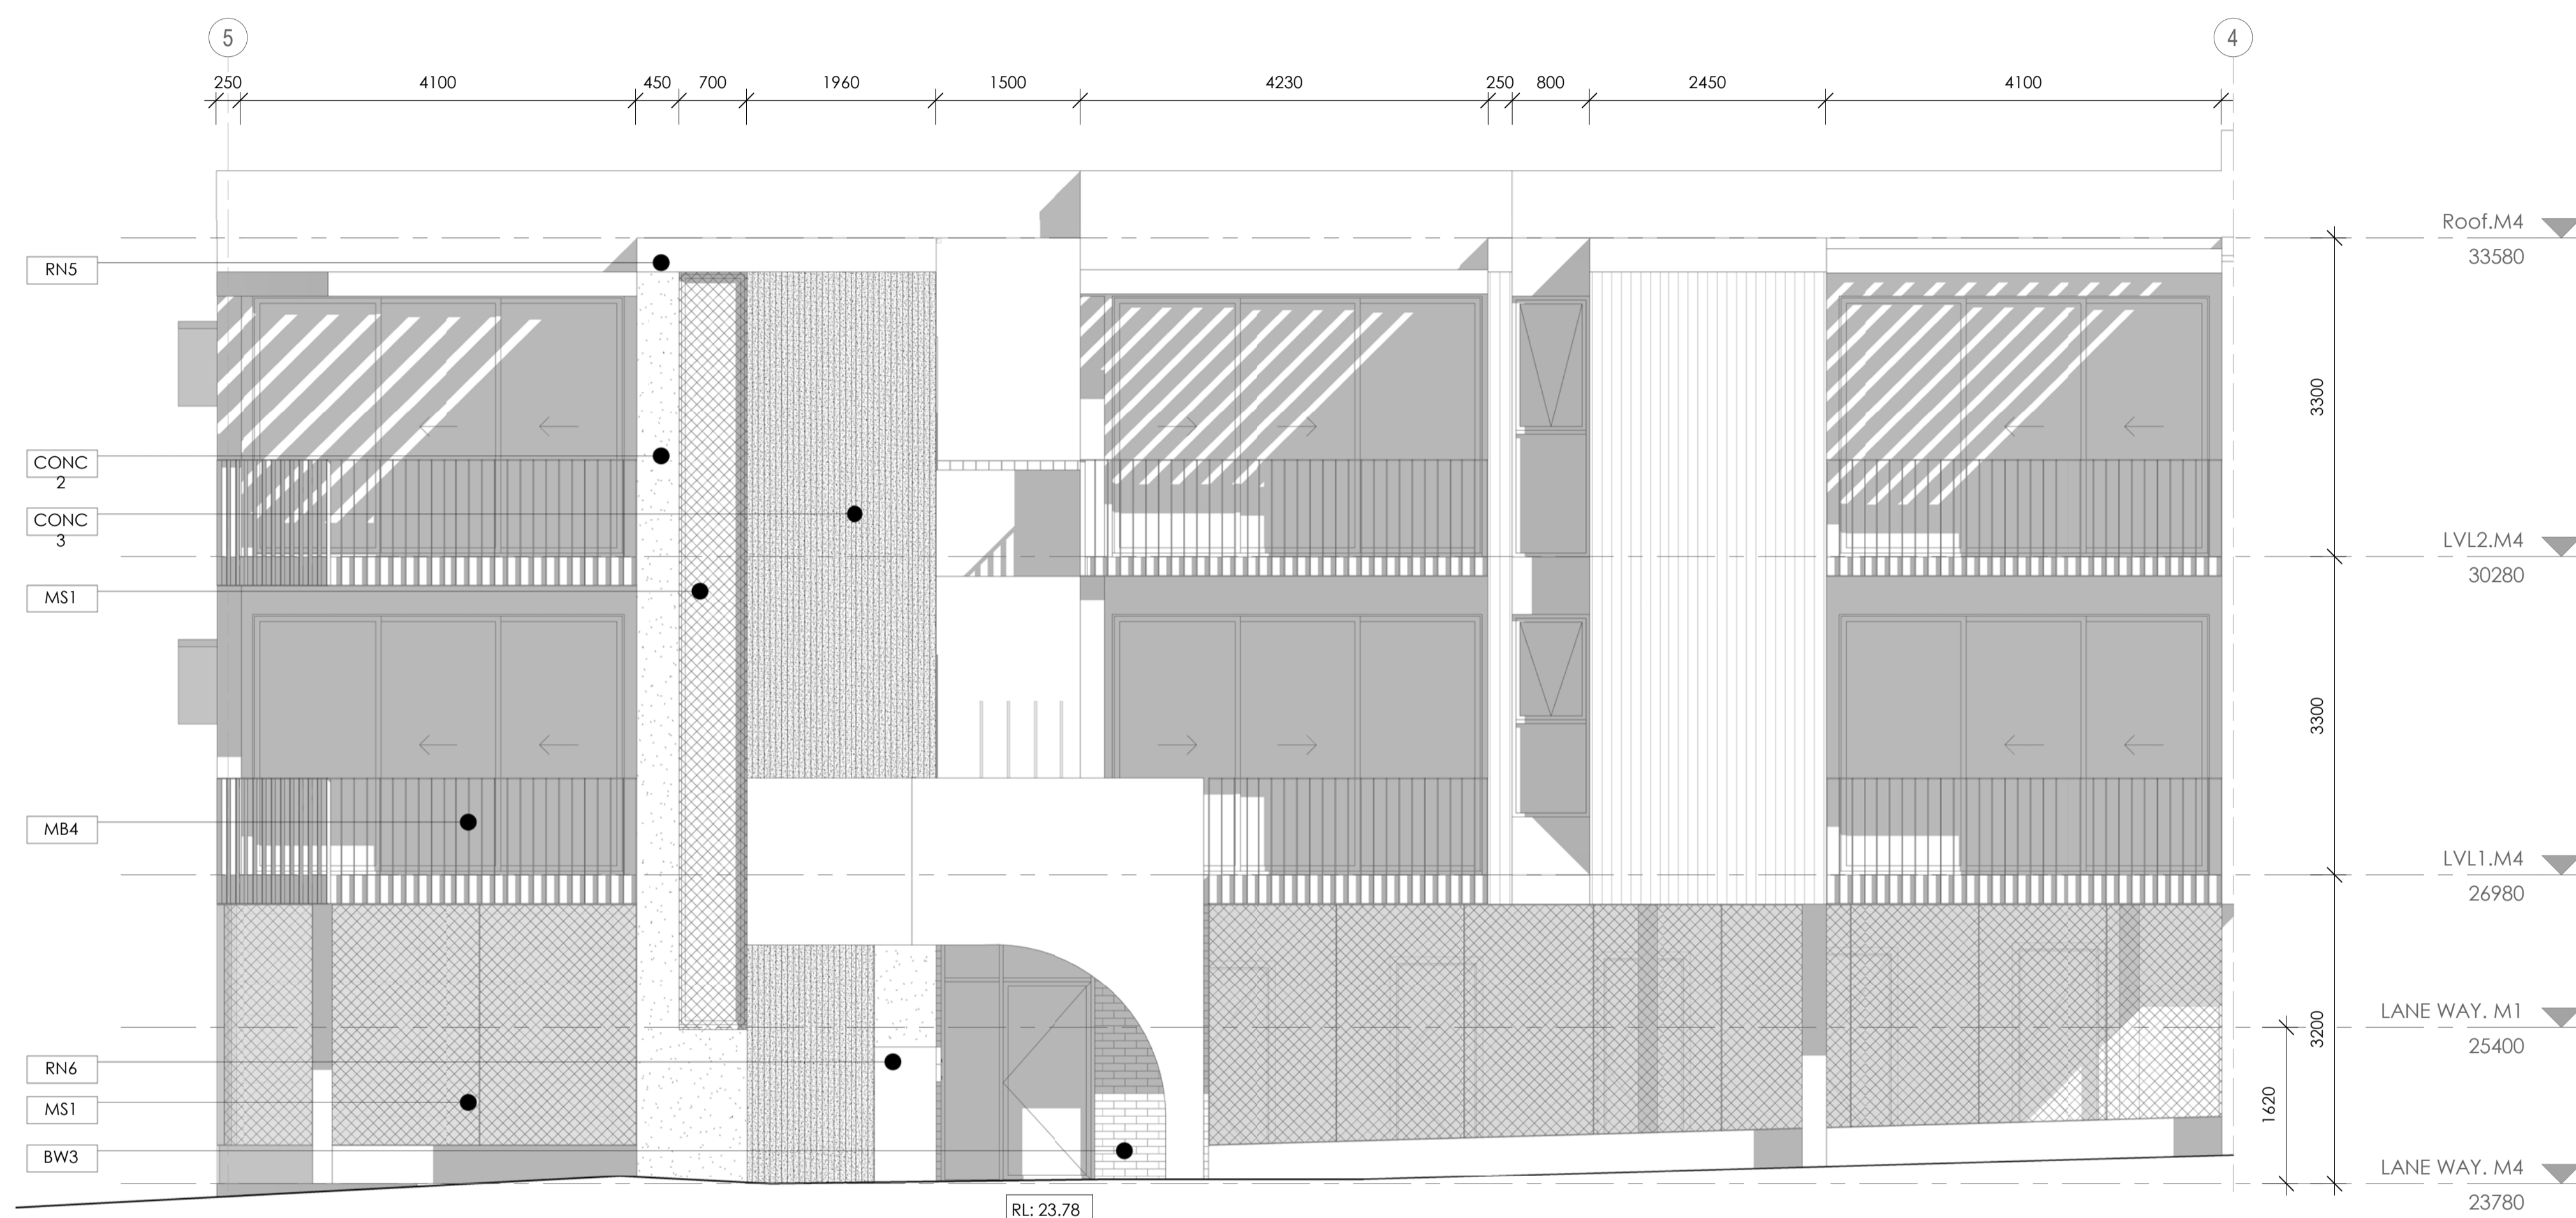 5
4
250
4100
450
700
1960
1500
4230
250
800
2450
4100
Roof.M4
33580
RN5
3300
CONC
2
CONC
3
LVL2.M4
30280
MS1
3300
MB4
LVL1.M4
26980
LANE WAY. M1
25400
3200
RN6
MS1
1620
BW3
LANE WAY. M4
23780
RL: 23.78